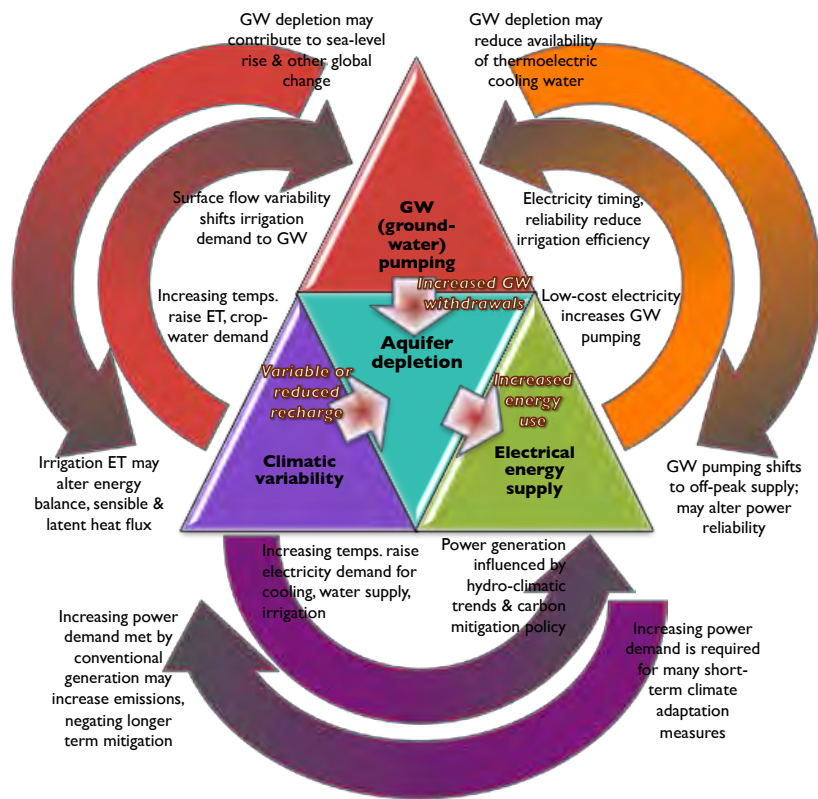 GW depletion may
contribute to sea-level
rise & other global
change
GW depletion may
reduce availability
of thermoelectric
cooling water
Surface flow variability
shifts irrigation
demand to GW
GW
(ground-
water)
pumping
Electricity timing,
reliability reduce
irrigation efficiency
Increasing temps.
raise ET, crop-
water demand
Increased GW
withdrawals
Low-cost electricity
increases GW
pumping
Aquifer
depletion
Variable or
reduced
recharge
Increased
energy
use
Climatic
variability
Electrical
energy
supply
Irrigation ET may
alter energy
balance, sensible &
latent heat flux
GW pumping shifts
to off-peak supply;
may alter power
reliability
Increasing temps. raise
electricity demand for
cooling, water supply,
irrigation
Power generation
influenced by
hydro-climatic
trends & carbon
mitigation policy
Increasing power
demand met by
conventional
generation may
increase emissions,
negating longer
term mitigation
Increasing power
demand is required
for many short-
term climate
adaptation
measures